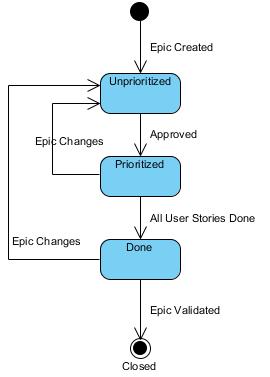 Epic Created
Unprioritized
Approved
Epic Changes
Prioritized
All User Stories Done
Epic Changes
Done
Epic Validated
Closed